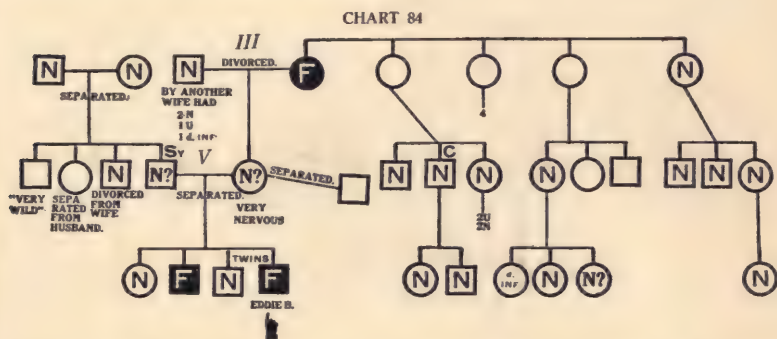 CHART 84
III
DIVORCED.
N N N F N
SEPARATED.
BY ANOTHER
WIFE HAD
2 N
1 U
1 d. INF
4
Sy V C
N N? N? N N N N N N N
SEPARATED.
SEPARATED.
"VERY
WILD".
SEPA
RATED
FROM
HUSBAND.
DIVORCED
FROM
WIFE
VERY
NERVOUS
2U
2N
TWINS
N F N F N N d. INF N N? N
EDDIE B.